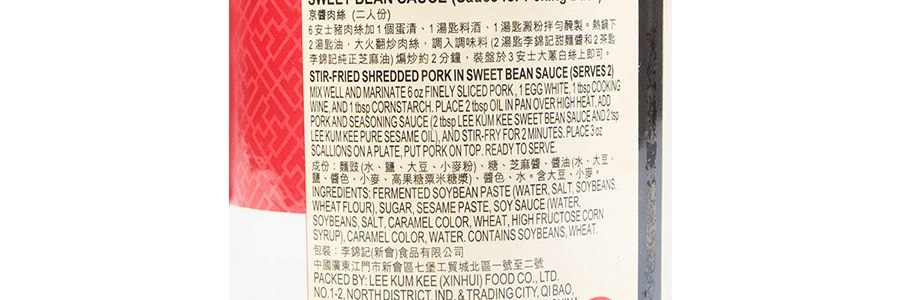 SWEET BEAN SAUCE (Sauce for Peking Duck)
京醬肉絲 (二人份)
6安士豬肉絲加1個蛋清、1湯匙料酒、1湯匙澱粉拌勻醃製。熱鍋下
2湯匙油，大火翻炒肉絲，調入調味料 (2湯匙李錦記甜麵醬和2茶匙
李錦記純正芝麻油) 煸炒約2分鐘，裝盤於3安士大蔥白絲上即可。
STIR-FRIED SHREDDED PORK IN SWEET BEAN SAUCE (SERVES 2)
MIX WELL AND MARINATE 6 oz FINELY SLICED PORK, 1 EGG WHITE, 1 tbsp COOKING
WINE, AND 1 tbsp CORNSTARCH. PLACE 2 tbsp OIL IN PAN OVER HIGH HEAT, ADD
PORK AND SEASONING SAUCE (2 tbsp LEE KUM KEE SWEET BEAN SAUCE AND 2 tsp
LEE KUM KEE PURE SESAME OIL), AND STIR-FRY FOR 2 MINUTES. PLACE 3 oz
SCALLIONS ON A PLATE, PUT PORK ON TOP. READY TO SERVE.
成份：麵豉 (水、鹽、大豆、小麥粉)、糖、芝麻醬、醬油 (水、大豆、
鹽、醬色、小麥、高果糖粟米糖漿)、醬色、水。含大豆、小麥。
INGREDIENTS: FERMENTED SOYBEAN PASTE (WATER, SALT, SOYBEANS,
WHEAT FLOUR), SUGAR, SESAME PASTE, SOY SAUCE (WATER,
SOYBEANS, SALT, CARAMEL COLOR, WHEAT, HIGH FRUCTOSE CORN
SYRUP), CARAMEL COLOR, WATER. CONTAINS SOYBEANS, WHEAT.
包裝：李錦記(新會)食品有限公司
中國廣東江門市新會區七堡工貿城北區一號至二號
PACKED BY: LEE KUM KEE (XINHUI) FOOD CO., LTD.
NO.1-2, NORTH DISTRICT, IND. & TRADING CITY, QI BAO,